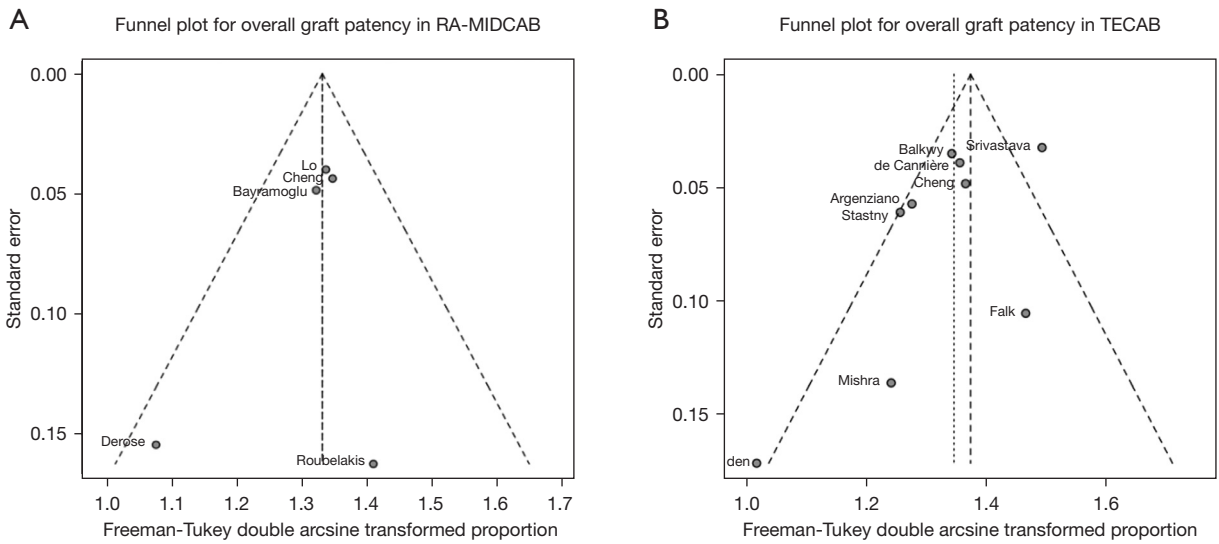 A
Funnel plot for overall graft patency in RA-MIDCAB
0.00
0.05
0.10
0.15
Standard error
Lo
Cheng
Bayramoglu
Derose
Roubelakis
1.0 1.1 1.2 1.3 1.4 1.5 1.6 1.7
Freeman-Tukey double arcsine transformed proportion
B
Funnel plot for overall graft patency in TECAB
0.00
0.05
0.10
0.15
Standard error
Balkwy
Srivastava
de Cannière
Cheng
Argenziano
Stastny
Falk
Mishra
den
1.0 1.2 1.4 1.6
Freeman-Tukey double arcsine transformed proportion